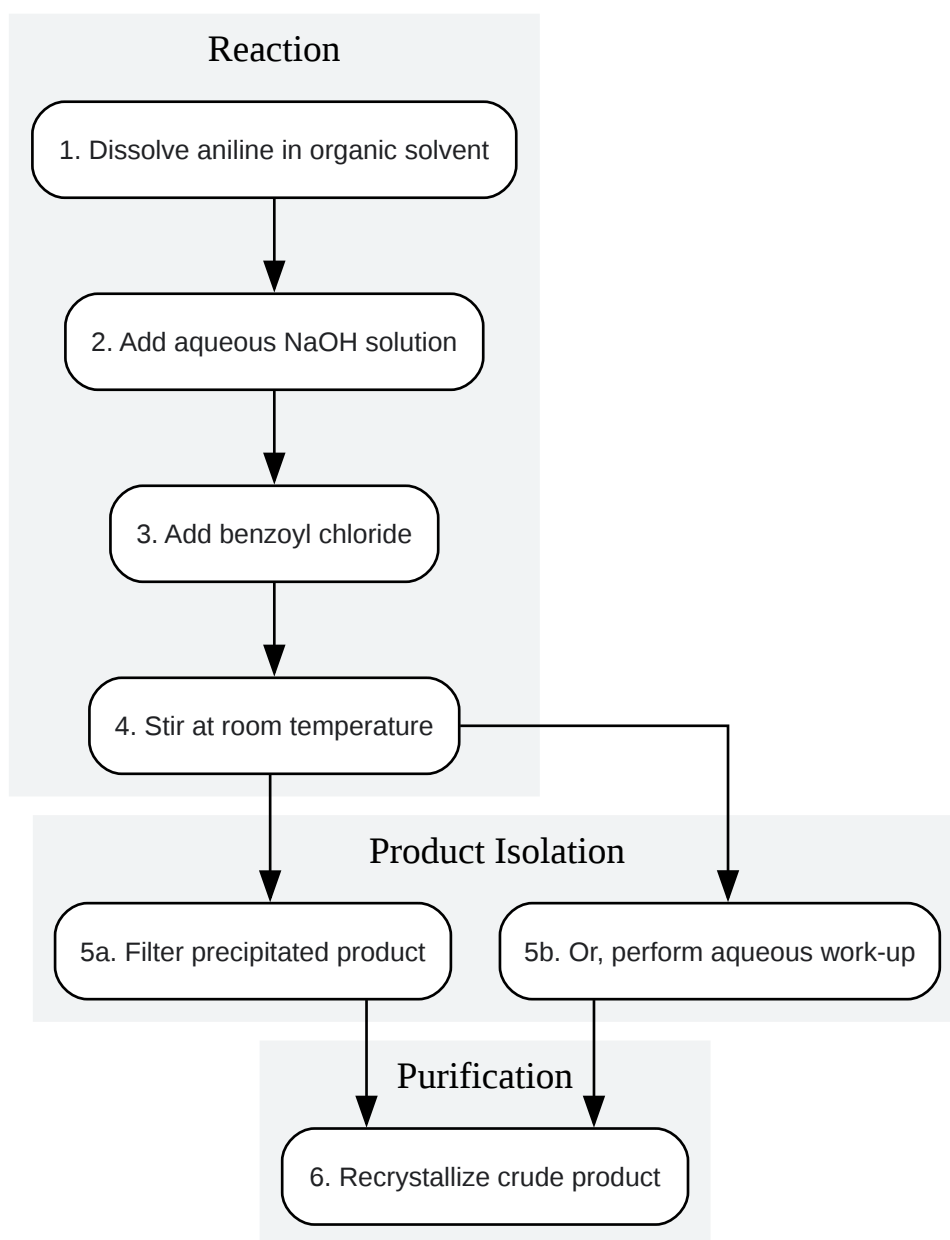 Reaction
1. Dissolve aniline in organic solvent
2. Add aqueous NaOH solution
3. Add benzoyl chloride
4. Stir at room temperature
Product Isolation
5a. Filter precipitated product
5b. Or, perform aqueous work-up
Purification
6. Recrystallize crude product